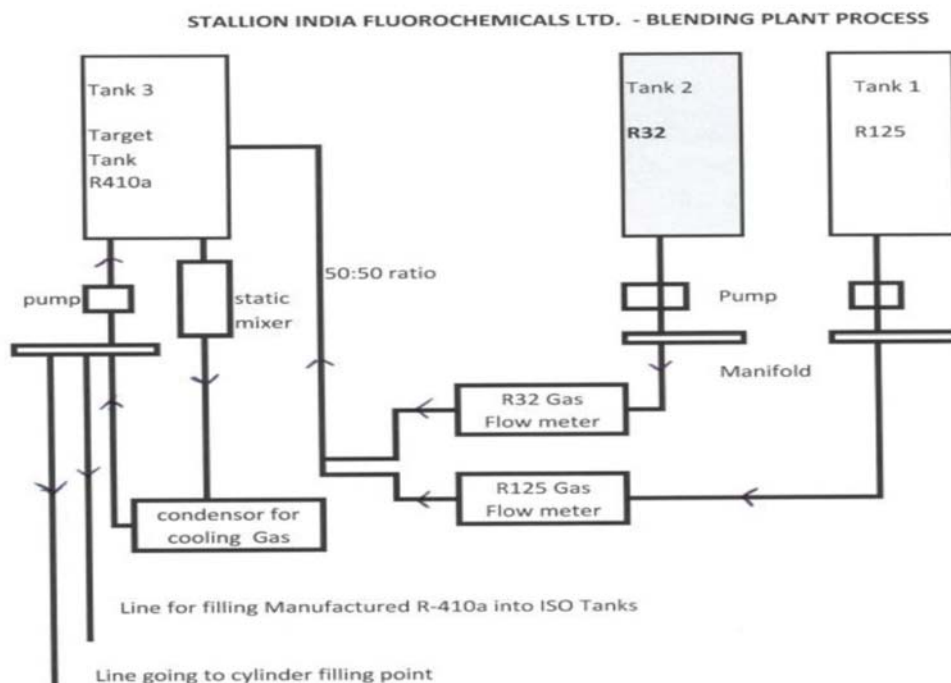 STALLION INDIA FLUOROCHEMICALS LTD. - BLENDING PLANT PROCESS
Tank 3
Target
Tank
R410a
Tank 2
R32
Tank 1
R125
50:50 ratio
pump
static
mixer
Pump
Manifold
R32 Gas
Flow meter
R125 Gas
Flow meter
condensor for
cooling Gas
Line for filling Manufactured R-410a into ISO Tanks
Line going to cylinder filling point